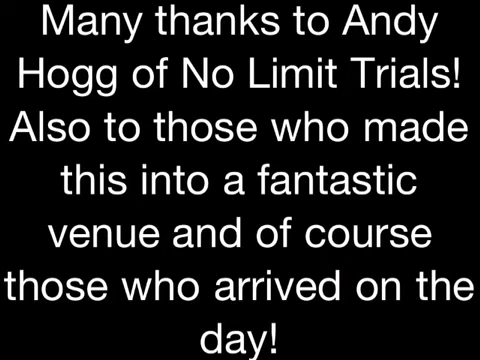 Many thanks to Andy
Hogg of No Limit Trials!
Also to those who made
this into a fantastic
venue and of course
those who arrived on the
day!